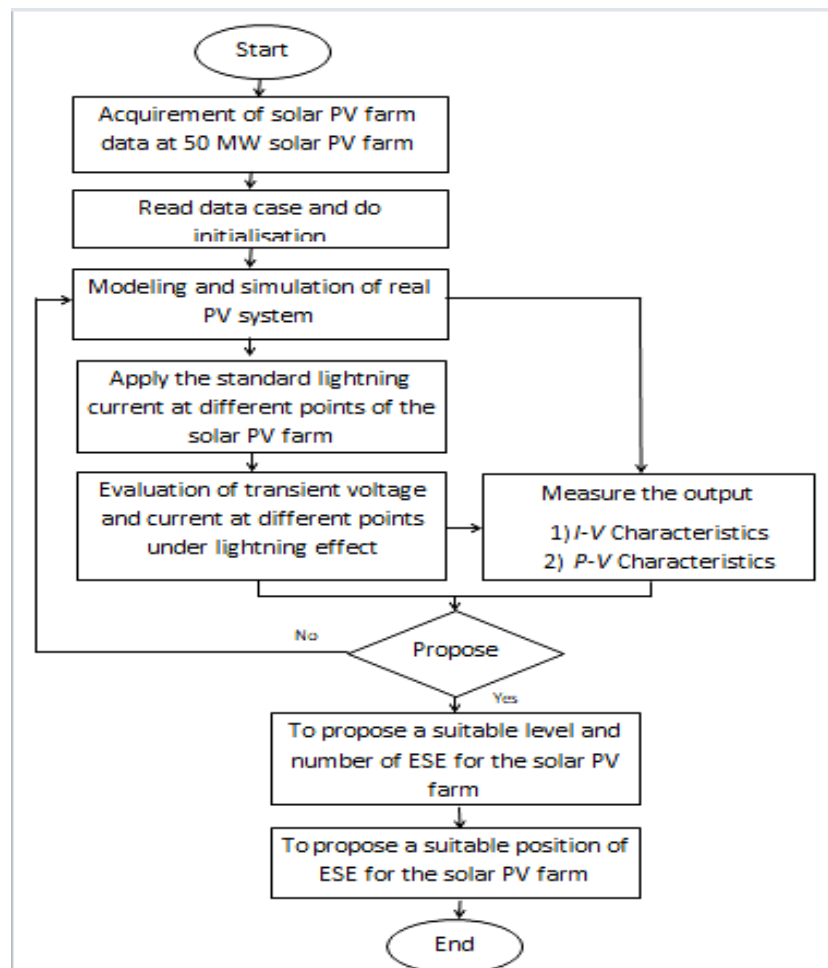 Start
Acquirement of solar PV farm
data at 50 MW solar PV farm
Read data case and do
initialisation
Modeling and simulation of real
PV system
Apply the standard lightning
current at different points of the
solar PV farm
Evaluation of transient voltage
and current at different points
under lightning effect
Measure the output
1) I-V Characteristics
2) P-V Characteristics
No
Propose
Yes
To propose a suitable level and
number of ESE for the solar PV
farm
To propose a suitable position of
ESE for the solar PV farm
End